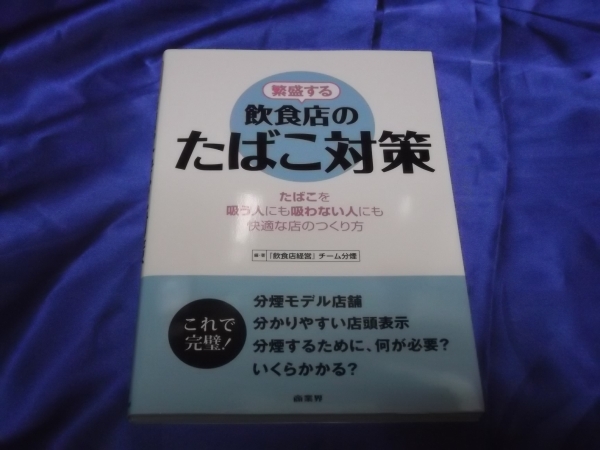 繁盛する
飲食店の
たばこ対策
たばこを
吸う人にも吸わない人にも
快適な店のつくり方
編・著 「飲食店経営」チーム分煙
これで
完璧!
分煙モデル店舗
分かりやすい店頭表示
分煙するために、何が必要?
いくらかかる?
商業界